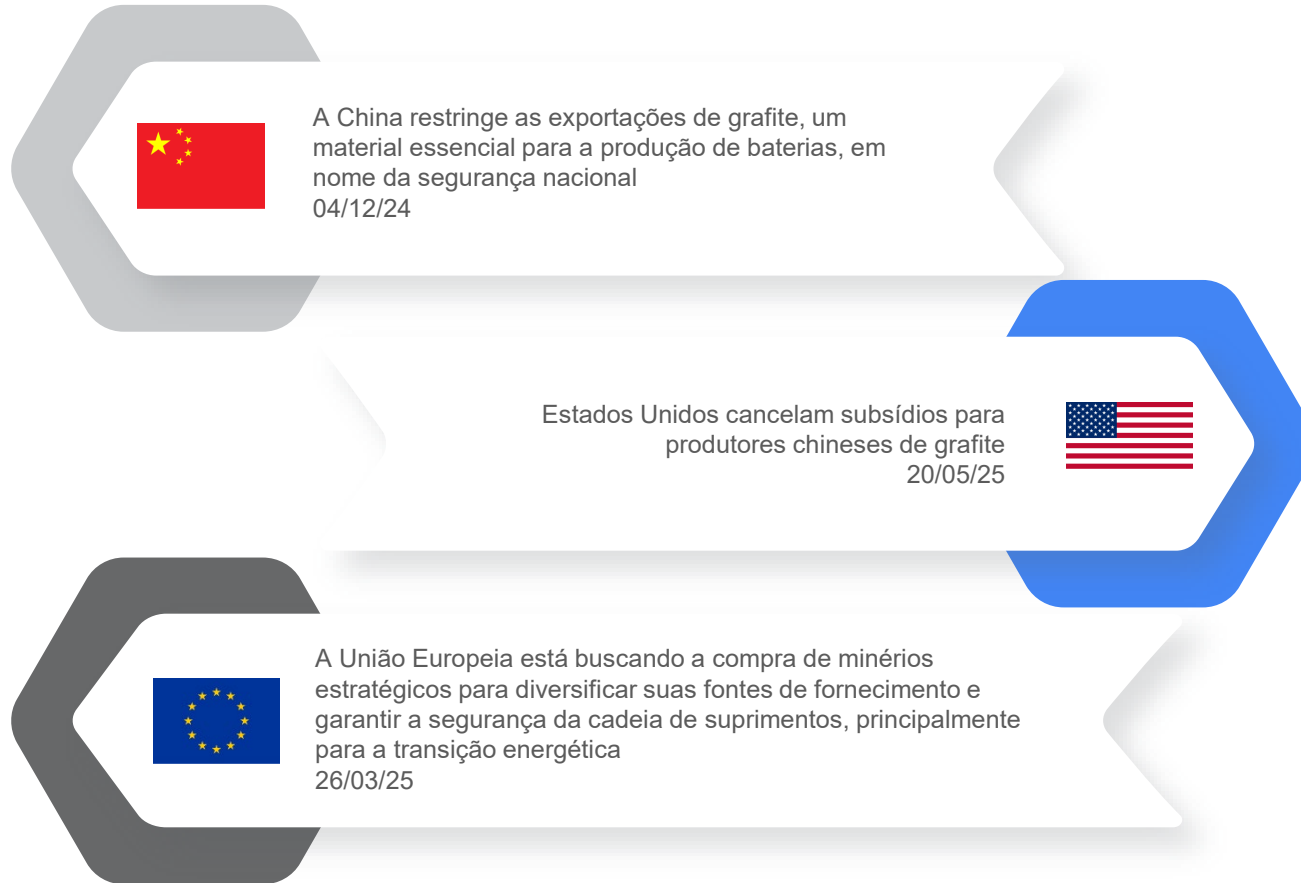 A China restringe as exportações de grafite, um
material essencial para a produção de baterias, em
nome da segurança nacional
04/12/24
Estados Unidos cancelam subsídios para
produtores chineses de grafite
20/05/25
A União Europeia está buscando a compra de minérios
estratégicos para diversificar suas fontes de fornecimento e
garantir a segurança da cadeia de suprimentos, principalmente
para a transição energética
26/03/25